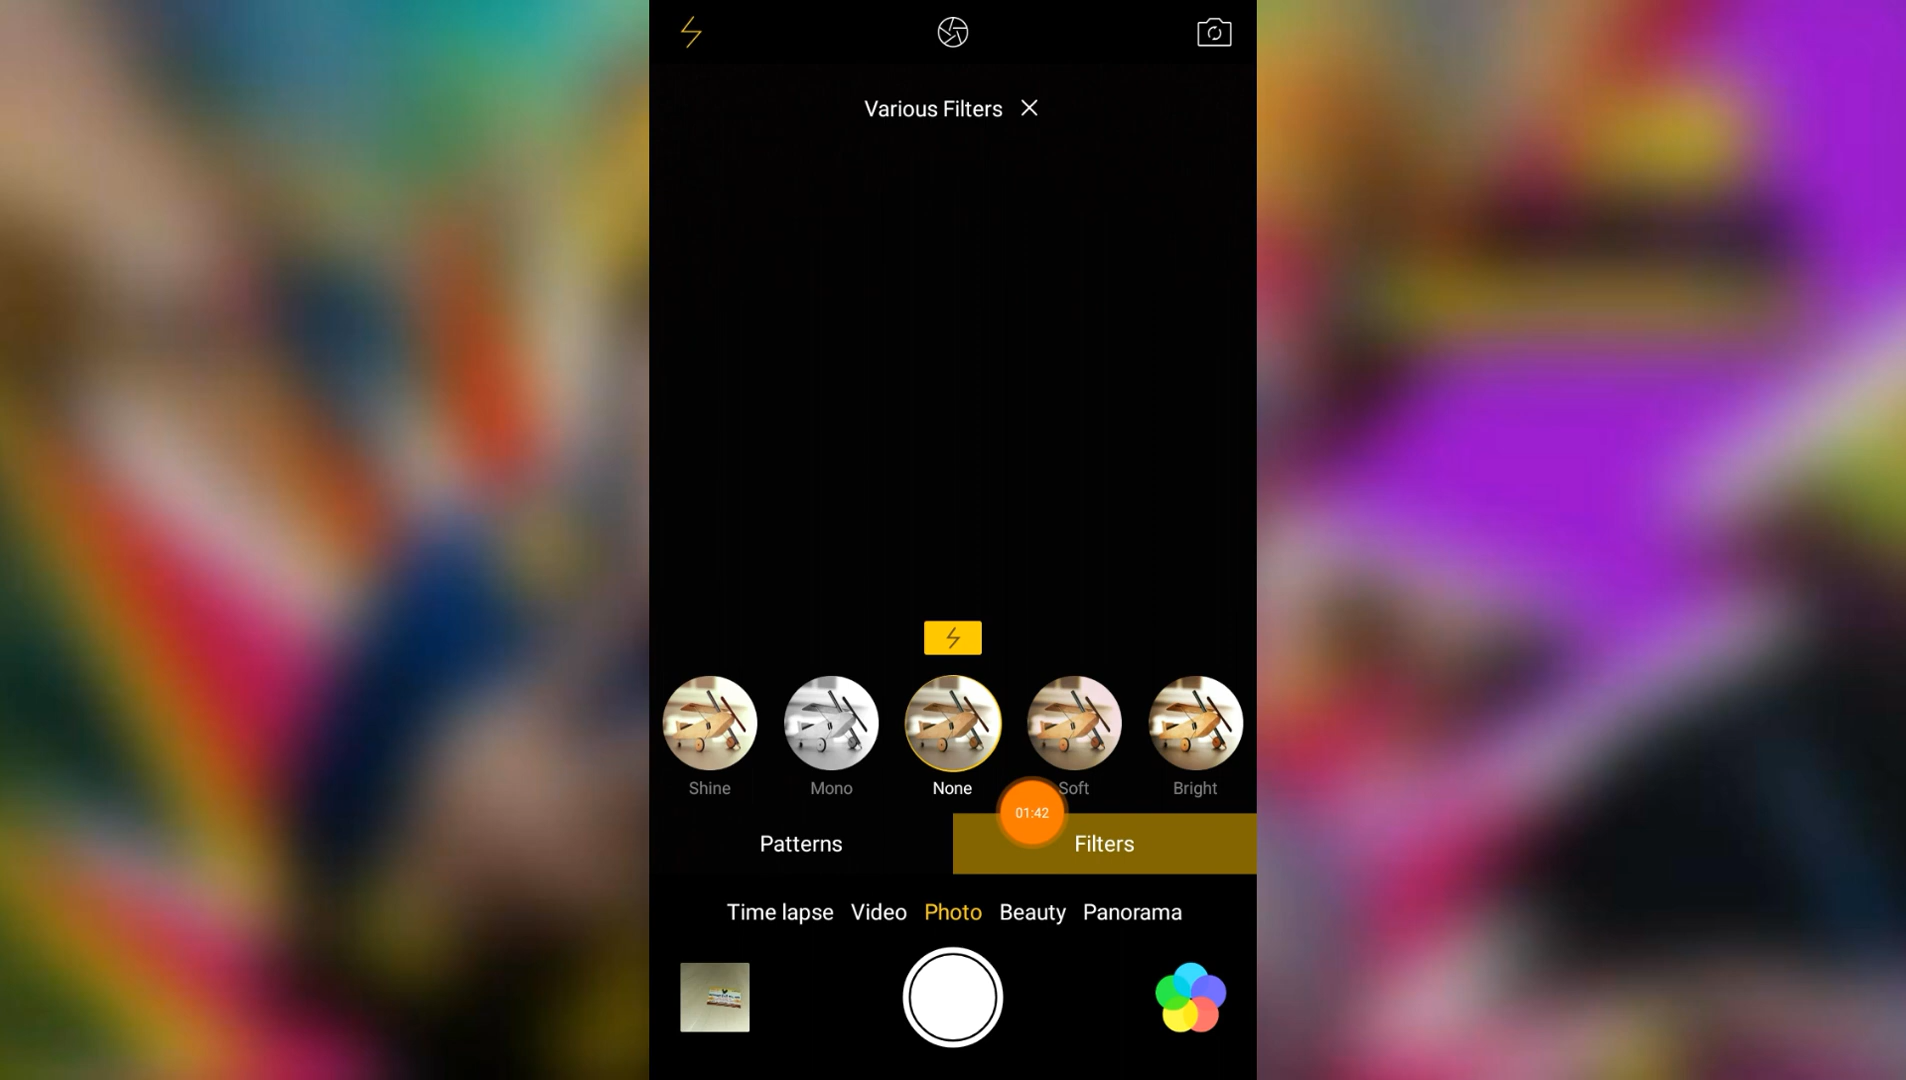 Various Filters
Shine
Mono
None
Soft
Bright
01:42
Patterns
Filters
Time lapse
Video
Photo
Beauty
Panorama